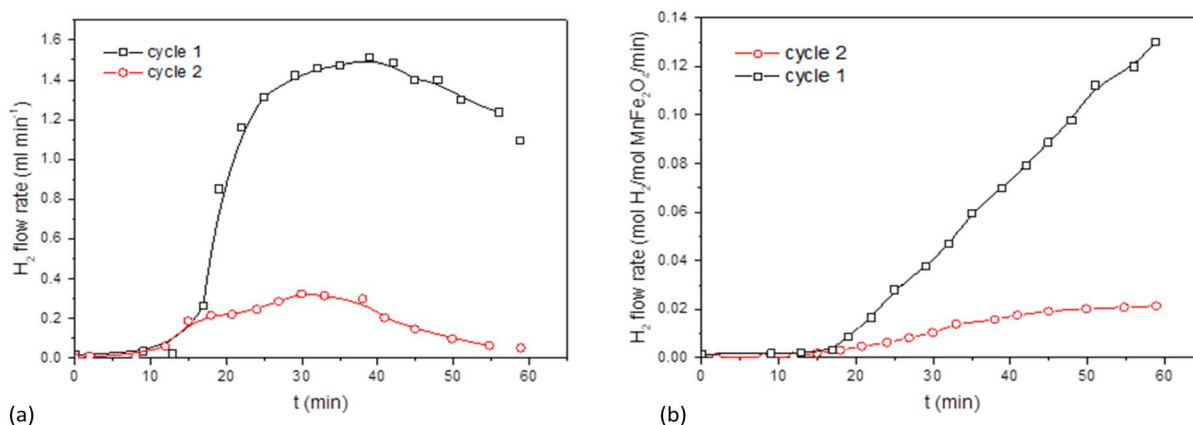 H₂ flow rate (ml min⁻¹)
1.6
1.4
1.2
1.0
0.8
0.6
0.4
0.2
0.0
cycle 1
cycle 2
0 10 20 30 40 50 60
t (min)
(a)
H₂ flow rate (mol H₂/mol MnFe₂O₄/min)
0.14
0.12
0.10
0.08
0.06
0.04
0.02
0.00
cycle 2
cycle 1
0 10 20 30 40 50 60
t (min)
(b)